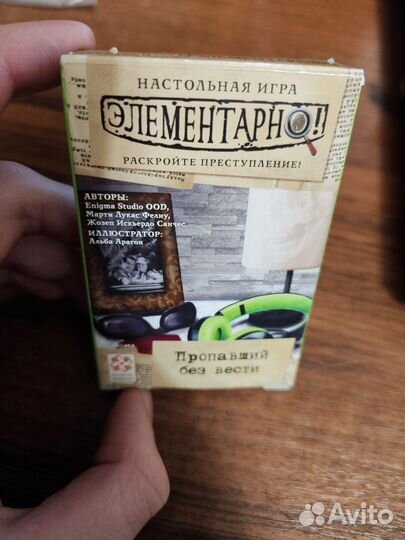 НАСТОЛЬНАЯ ИГРА
ЭЛЕМЕНТАРНО!
РАСКРОЙТЕ ПРЕСТУПЛЕНИЕ!
АВТОРЫ:
Enigma Studio OOD,
Марти Лукас Фелиу,
Жозеп Искьердо Санчес
ИЛЛЮСТРАТОР:
Альба Арагон
Пропавший
без вести
Avito